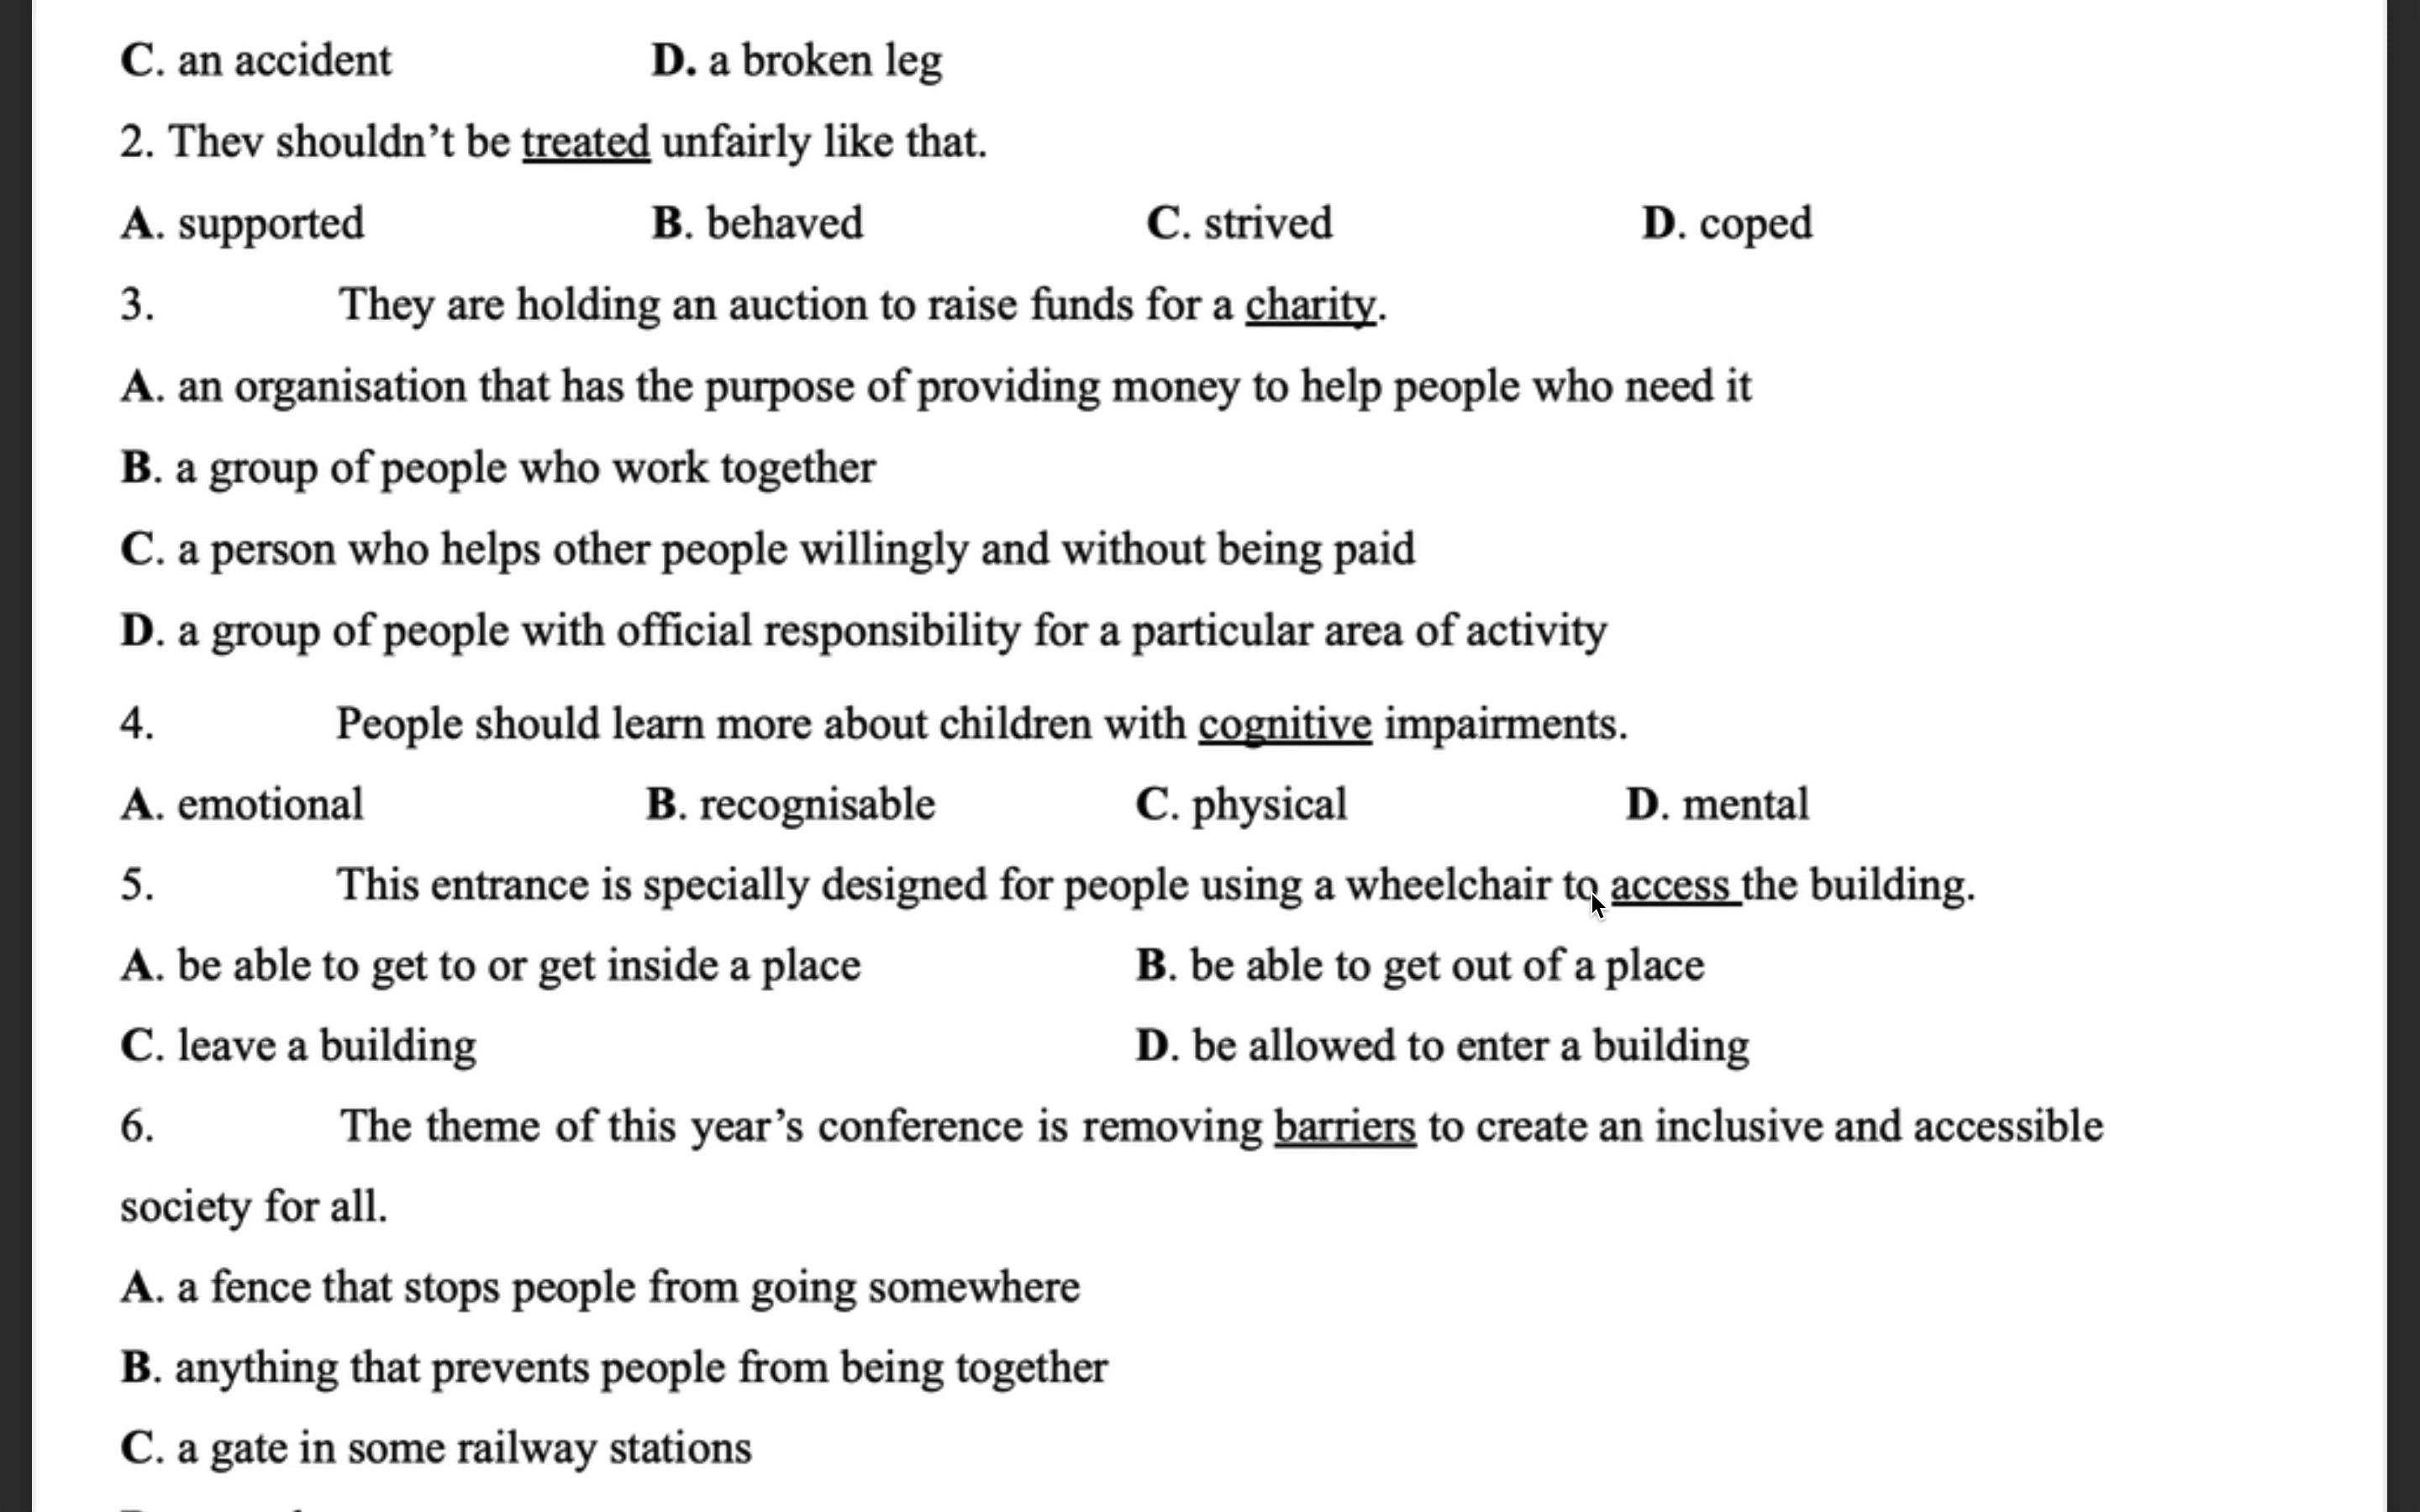 C. an accident D. a broken leg
2. Thev shouldn’t be treated unfairly like that.
A. supported B. behaved C. strived D. coped
3. They are holding an auction to raise funds for a charity.
A. an organisation that has the purpose of providing money to help people who need it
B. a group of people who work together
C. a person who helps other people willingly and without being paid
D. a group of people with official responsibility for a particular area of activity
4. People should learn more about children with cognitive impairments.
A. emotional B. recognisable C. physical D. mental
5. This entrance is specially designed for people using a wheelchair to access the building.
A. be able to get to or get inside a place B. be able to get out of a place
C. leave a building D. be allowed to enter a building
6. The theme of this year’s conference is removing barriers to create an inclusive and accessible
society for all.
A. a fence that stops people from going somewhere
B. anything that prevents people from being together
C. a gate in some railway stations